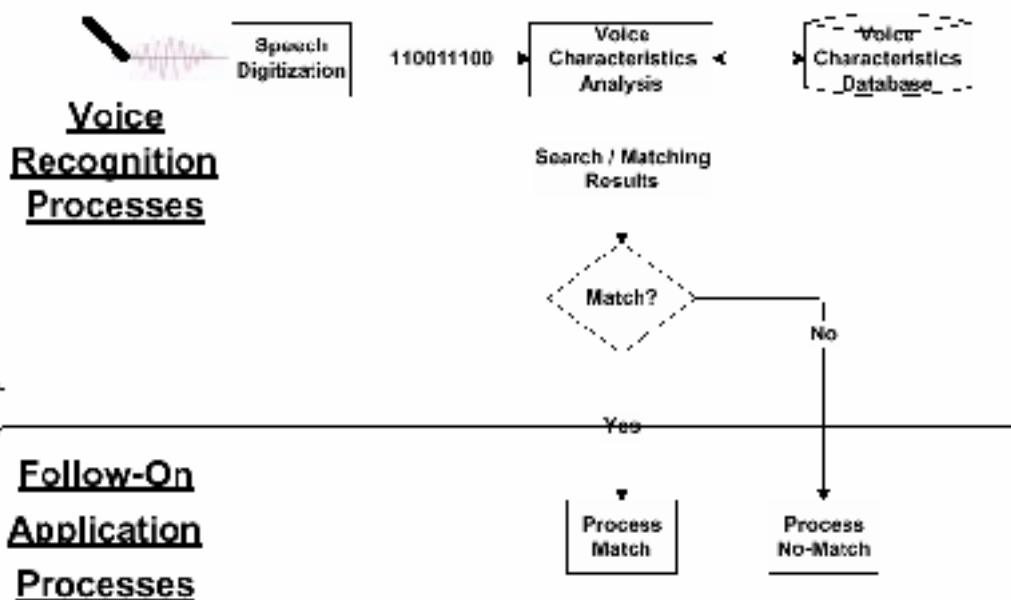 Speech
Digitization
110011100
Voice
Characteristics
Analysis
Voice
Characteristics
Database
Voice
Recognition
Processes
Search / Matching
Results
Match?
No
Yes
Follow-On
Application
Processes
Process
Match
Process
No-Match